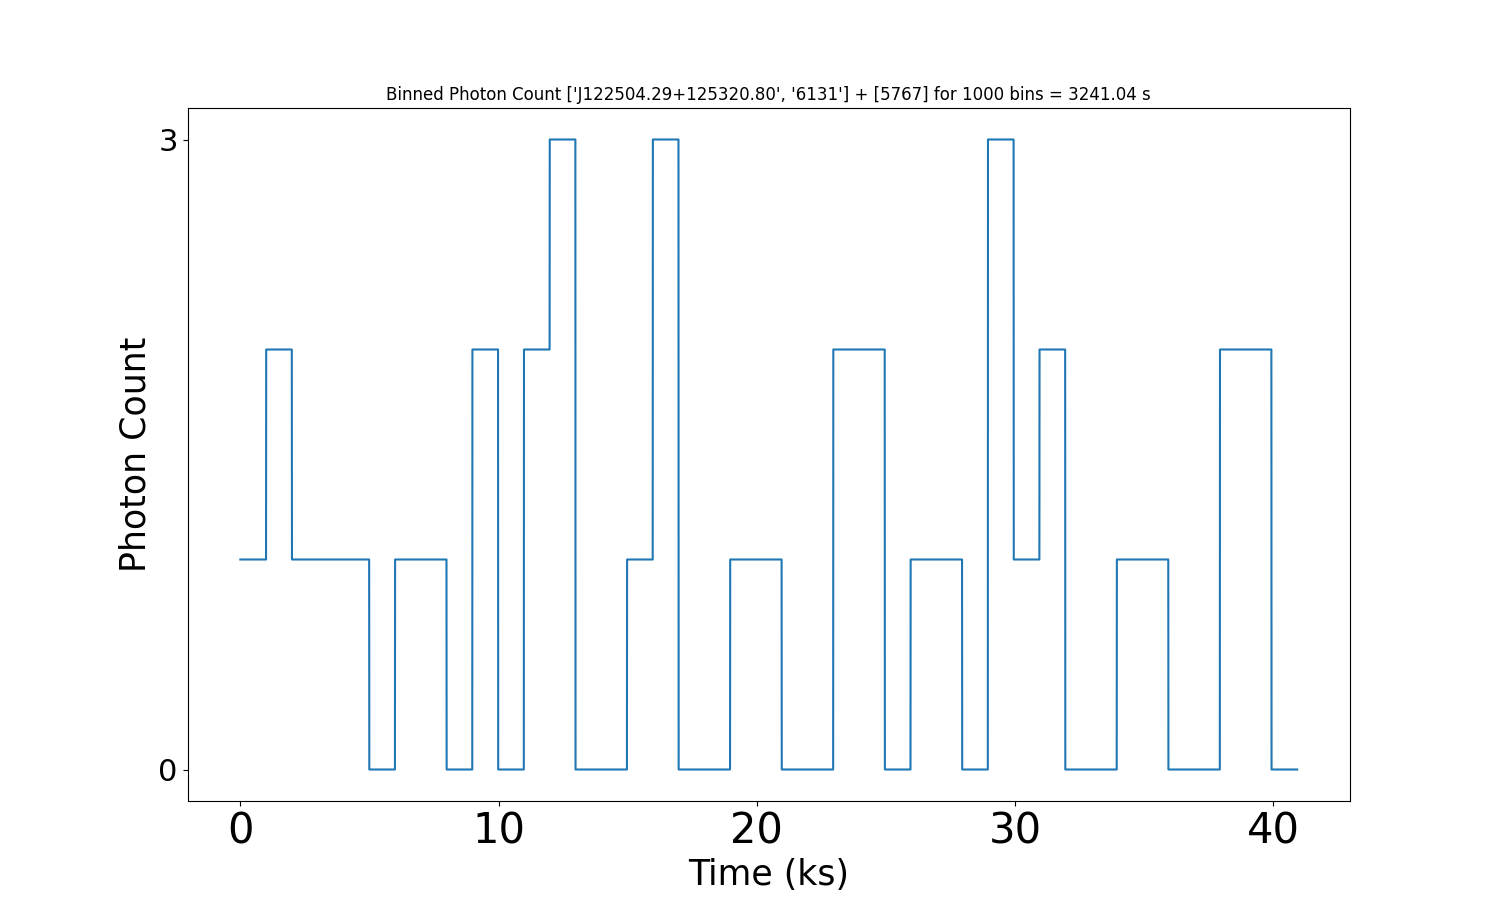 Binned Photon Count ['J122504.29+125320.80', '6131'] + [5767] for 1000 bins = 3241.04 s
3
Photon Count
0
0 10 20 30 40
Time (ks)